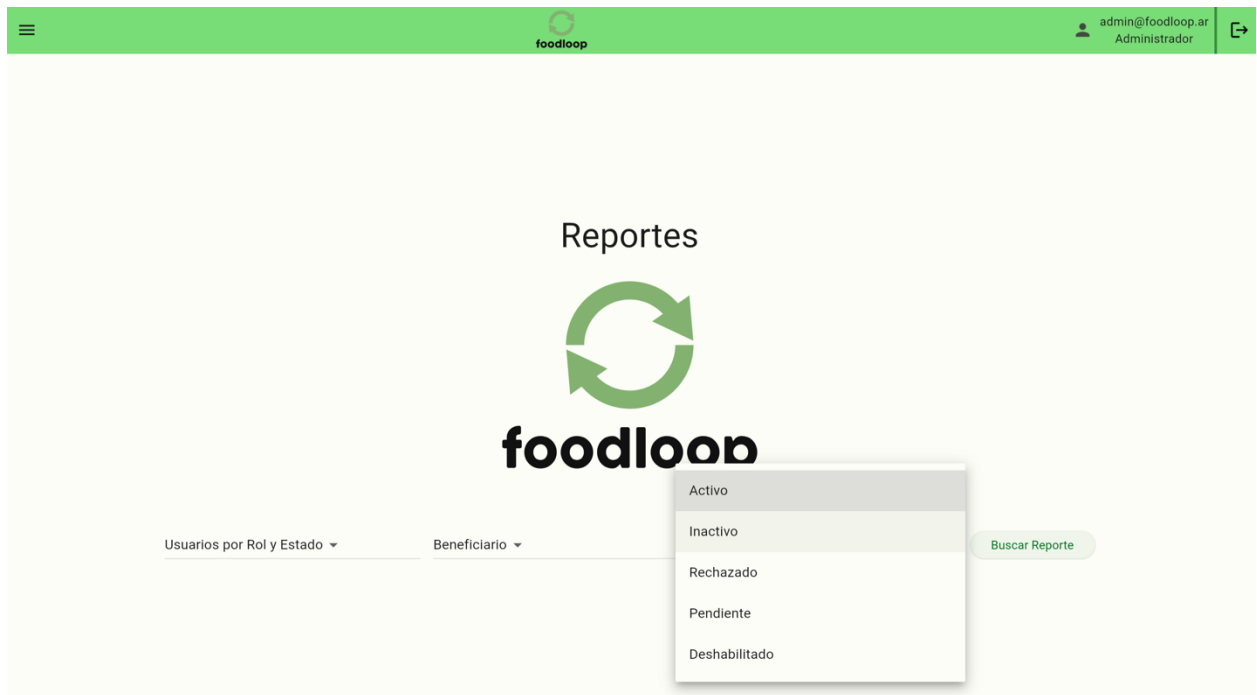 foodloop
admin@foodloop.ar
Administrador
Reportes
foodloop
Usuarios por Rol y Estado
Beneficiario
Activo
Inactivo
Rechazado
Pendiente
Deshabilitado
Buscar Reporte